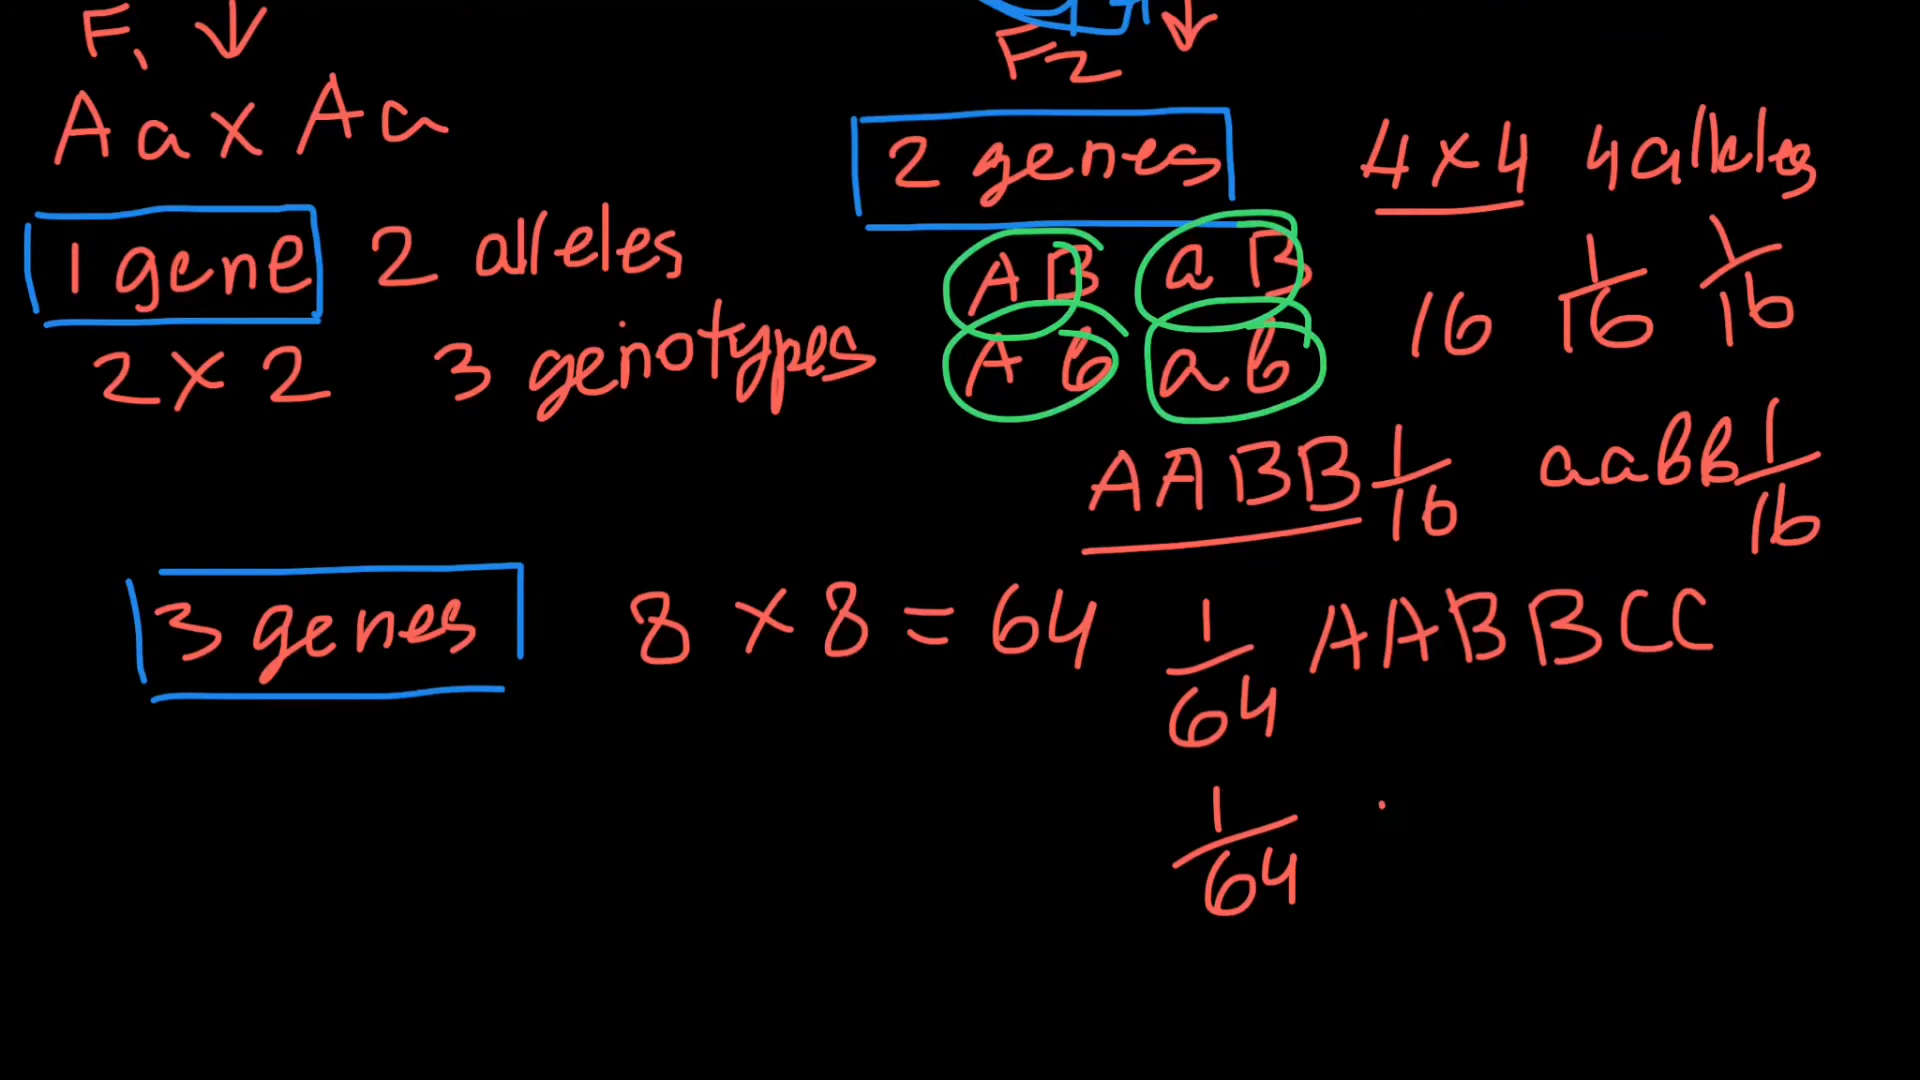 F1
Aa x Aa
1 gene 2 alleles
2 x 2 3 genotypes
F2
2 genes 4 x 4 4 alleles
AB aB 16 1/16 1/16
Ab ab
AABB 1/16 aabb 1/16
3 genes 8 x 8 = 64 1/64 AABBCC
1/64